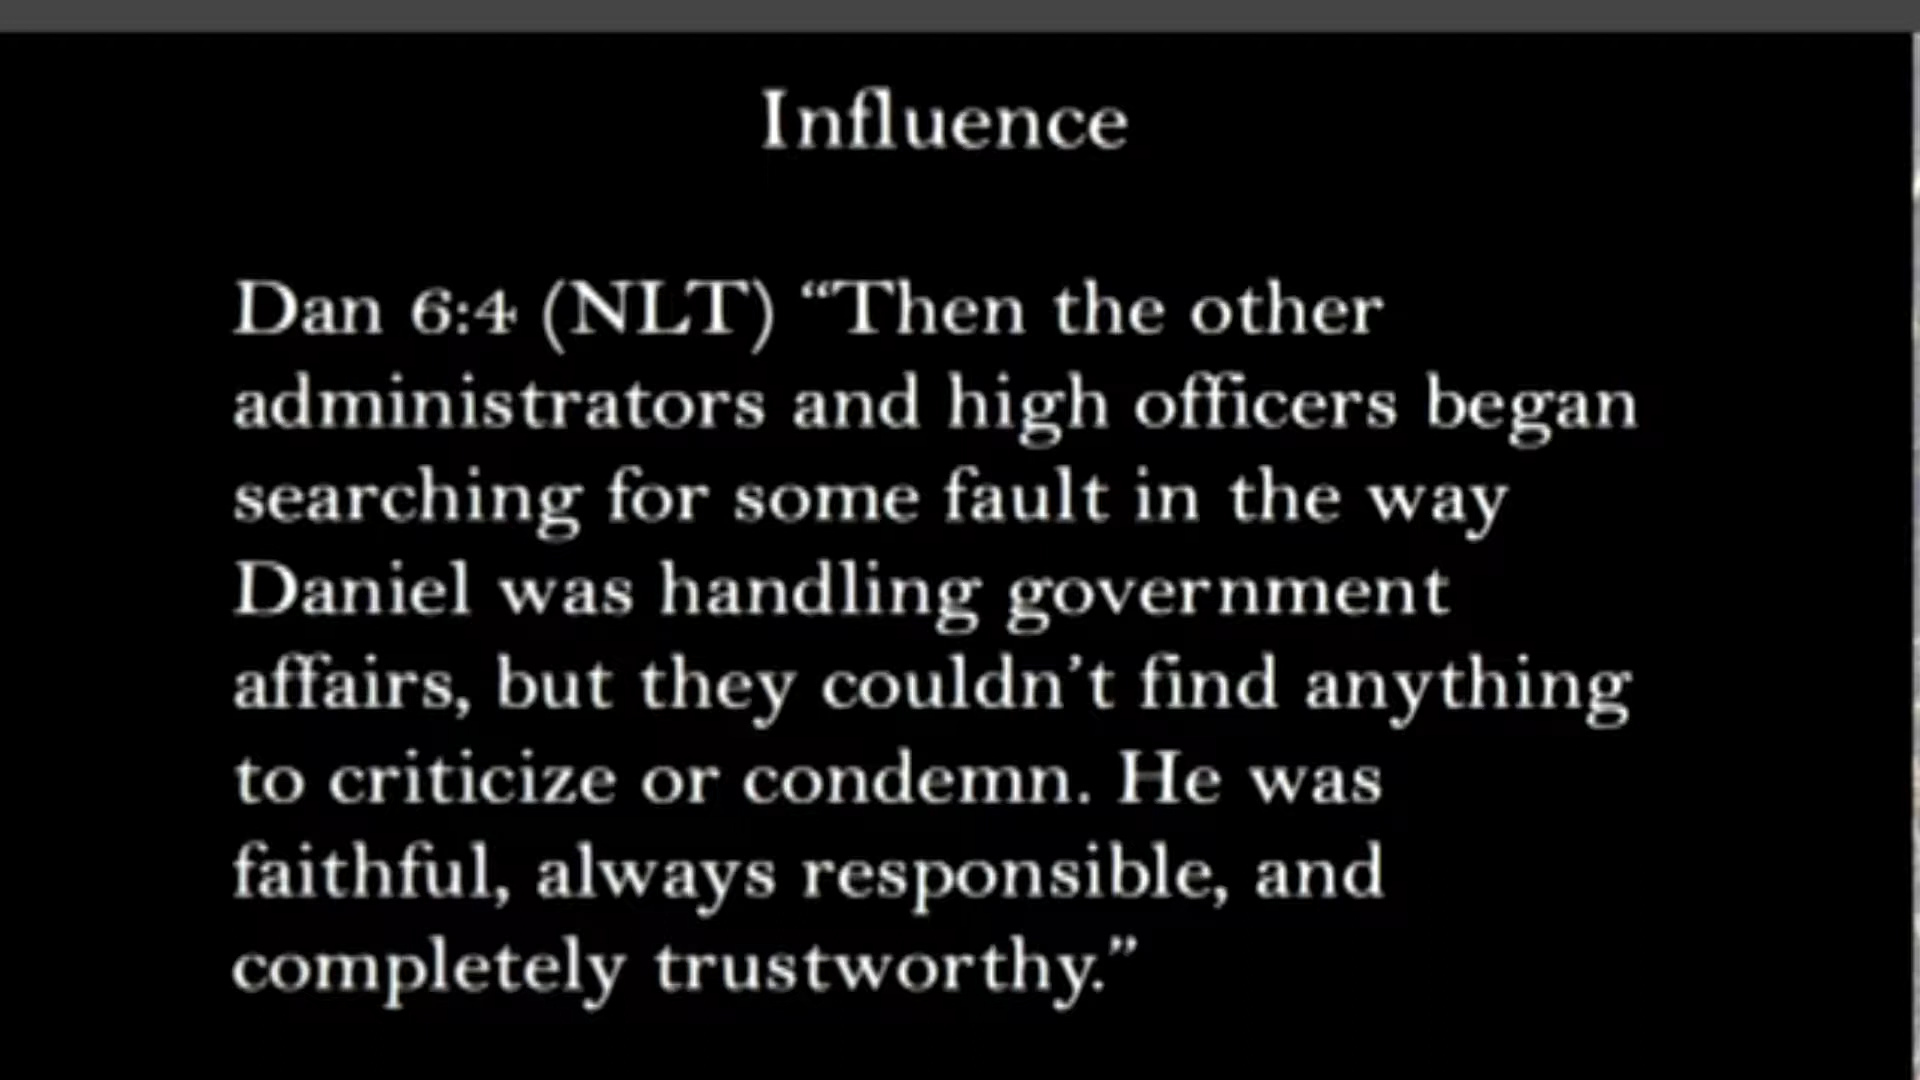 Influence
Dan 6:4 (NLT) “Then the other
administrators and high officers began
searching for some fault in the way
Daniel was handling government
affairs, but they couldn’t find anything
to criticize or condemn. He was
faithful, always responsible, and
completely trustworthy.”